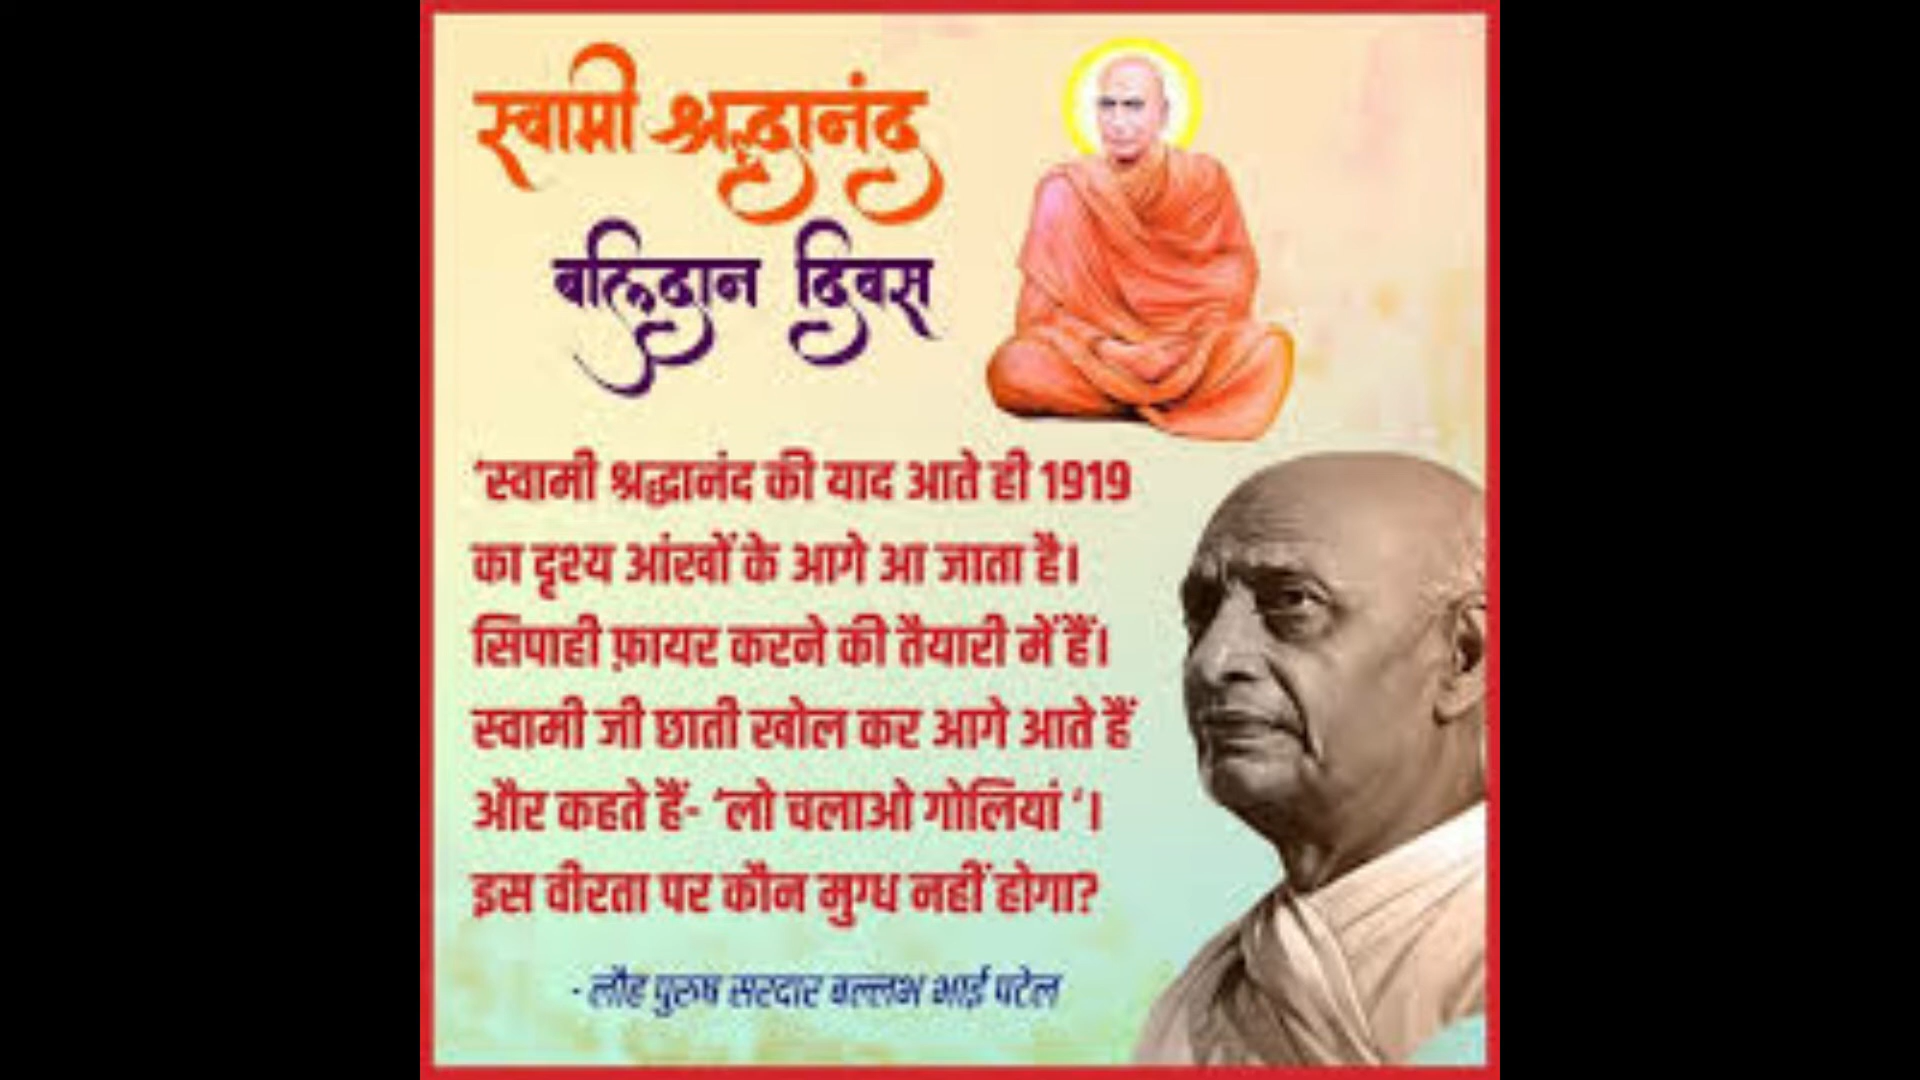 स्वामी श्रद्धानंद
बलिदान दिवस
‘स्वामी श्रद्धानंद की याद आते ही 1919
का दृश्य आंखों के आगे आ जाता है।
सिपाही फ़ायर करने की तैयारी में हैं।
स्वामी जी छाती खोल कर आगे आते हैं
और कहते हैं- ‘लो चलाओ गोलियां ‘।
इस वीरता पर कौन मुग्ध नहीं होगा?
- लौह पुरुष सरदार बल्लभ भाई पटेल